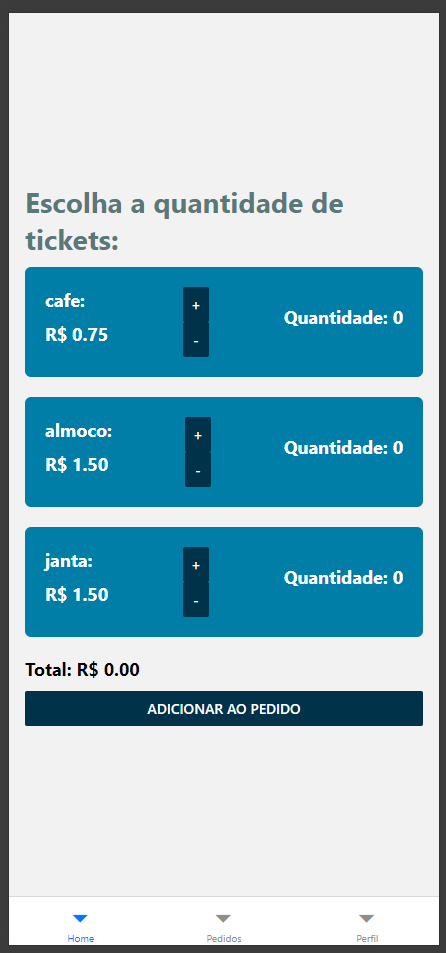 Escolha a quantidade de
tickets:
cafe:
R$ 0.75
+
-
Quantidade: 0
almoco:
R$ 1.50
+
-
Quantidade: 0
janta:
R$ 1.50
+
-
Quantidade: 0
Total: R$ 0.00
ADICIONAR AO PEDIDO
Home
Pedidos
Perfil